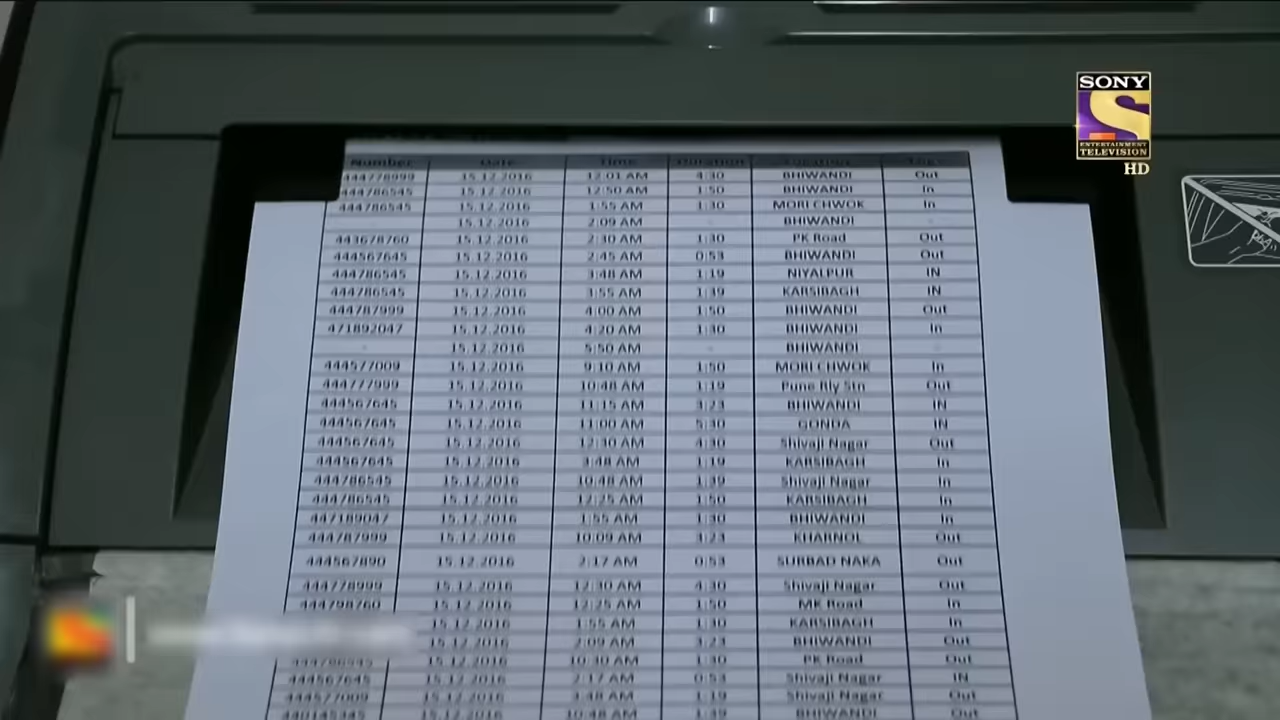 SONY
S
ENTERTAINMENT
TELEVISION
HD
Number Date Time Duration Location
444778999 15.12.2016 12:01 AM 4:30 BHIWANDI Out
444786545 15.12.2016 12:50 AM 1:50 BHIWANDI In
444786545 15.12.2016 1:55 AM 1:30 MORI CHWOK In
15.12.2016 2:09 AM - BHIWANDI -
443678760 15.12.2016 2:30 AM 1:30 PK Road Out
444567645 15.12.2016 2:45 AM 0:53 BHIWANDI Out
444786545 15.12.2016 3:48 AM 1:19 NIYALPUR IN
444786545 15.12.2016 3:55 AM 1:39 KARSIBAGH IN
444787999 15.12.2016 4:00 AM 1:50 BHIWANDI Out
471892047 15.12.2016 4:20 AM 1:30 BHIWANDI In
- 15.12.2016 5:50 AM - BHIWANDI -
444577009 15.12.2016 9:10 AM 1:50 MORI CHWOK In
444777999 15.12.2016 10:48 AM 1:19 Pune Rly Stn Out
444567645 15.12.2016 11:15 AM 3:23 BHIWANDI IN
444567645 15.12.2016 11:00 AM 5:30 GONDA IN
444567645 15.12.2016 12:30 AM 4:30 Shivaji Nagar Out
444567645 15.12.2016 3:48 AM 1:19 KARSIBAGH In
444786545 15.12.2016 10:48 AM 1:39 Shivaji Nagar In
444786545 15.12.2016 12:25 AM 1:50 KARSIBAGH In
447189047 15.12.2016 1:55 AM 1:30 BHIWANDI In
444787999 15.12.2016 10:09 AM 1:23 KHARNOL Out
444567890 15.12.2016 2:17 AM 0:53 SURBAD NAKA Out
444778999 15.12.2016 12:30 AM 4:30 Shivaji Nagar Out
444798760 15.12.2016 12:25 AM 1:50 MK Road In
15.12.2016 1:55 AM 1:30 KARSIBAGH In
15.12.2016 2:09 AM 3:23 BHIWANDI Out
15.12.2016 10:30 AM 1:30 PK Road Out
444567645 15.12.2016 2:17 AM 0:53 Shivaji Nagar IN
444577009 15.12.2016 3:48 AM 1:19 Shivaji Nagar Out
15.12.2016 10:48 AM 1:39 BHIWANDI Out